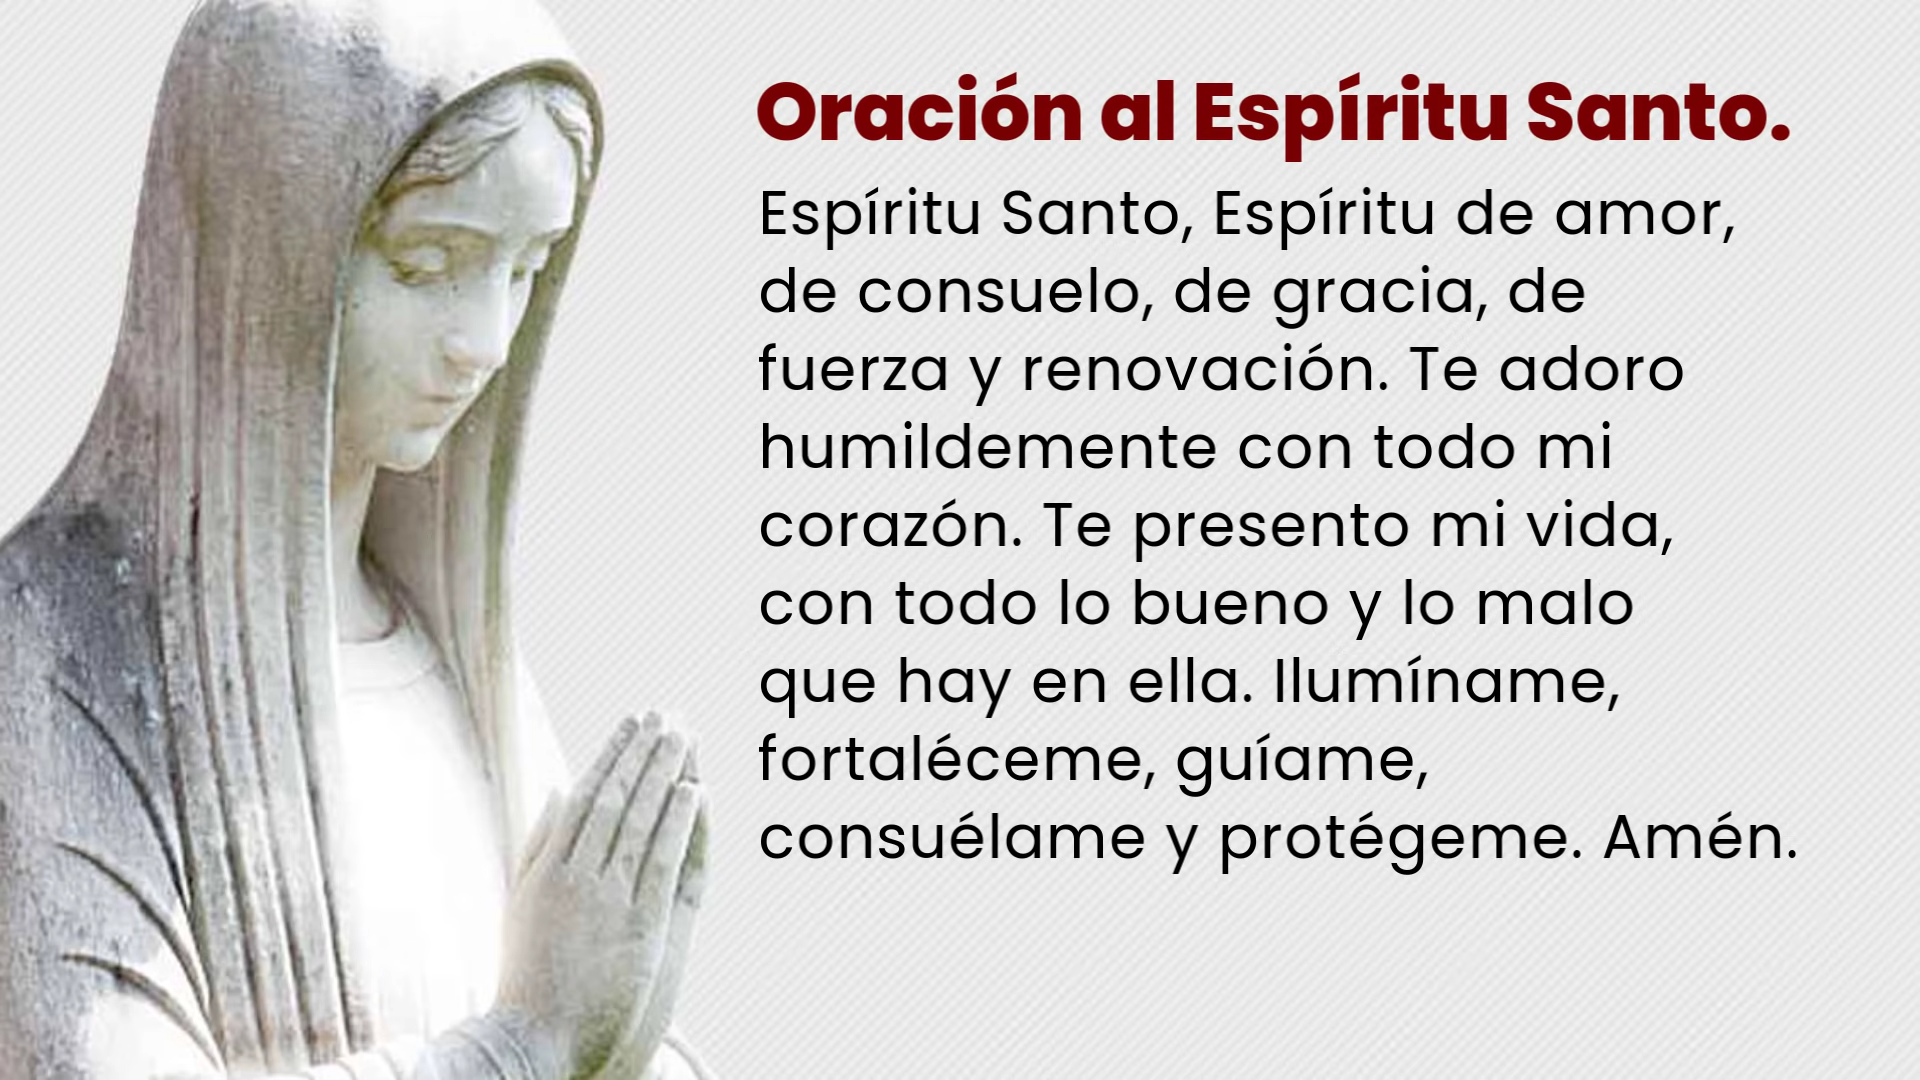 Oración al Espíritu Santo.
Espíritu Santo, Espíritu de amor,
de consuelo, de gracia, de
fuerza y renovación. Te adoro
humildemente con todo mi
corazón. Te presento mi vida,
con todo lo bueno y lo malo
que hay en ella. Ilumíname,
fortaléceme, guíame,
consuélame y protégeme. Amén.